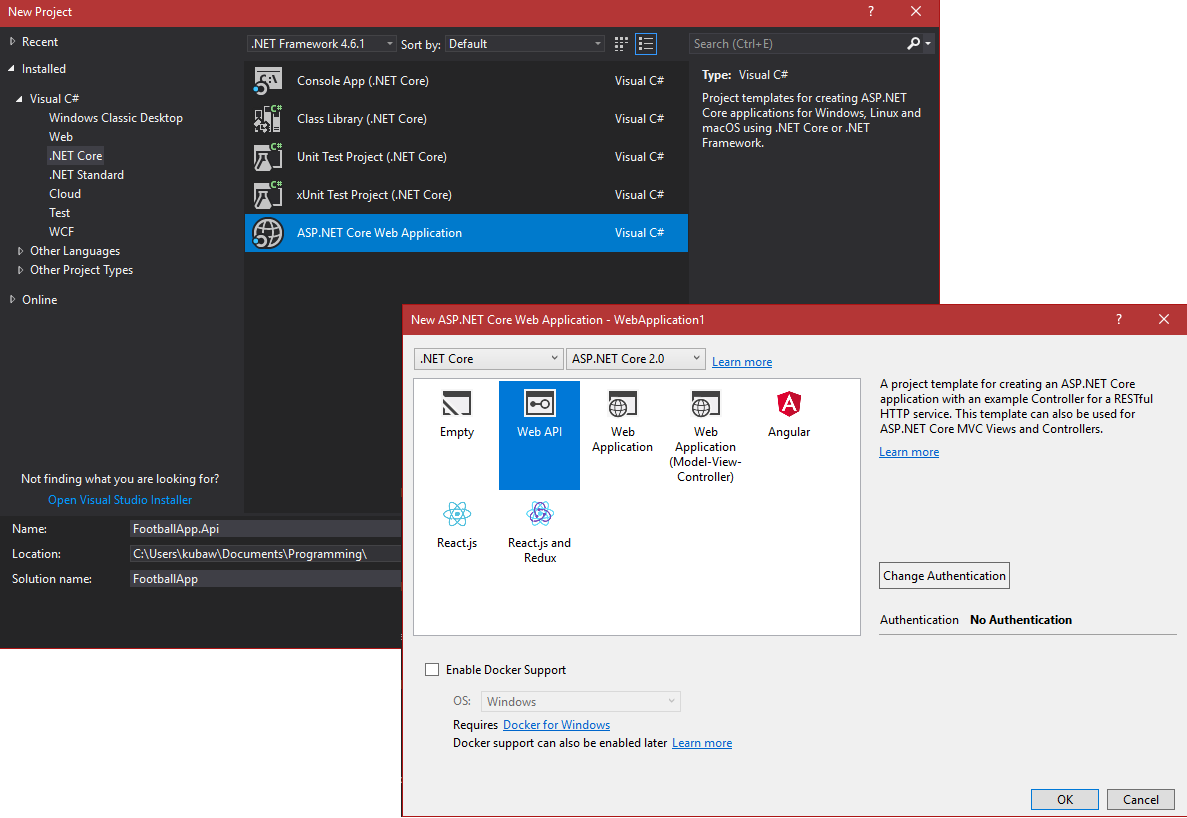 New Project
?
Recent
.NET Framework 4.6.1
Sort by:
Default
Search (Ctrl+E)
Installed
Visual C#
Windows Classic Desktop
Web
.NET Core
.NET Standard
Cloud
Test
WCF
Other Languages
Other Project Types
Online
Console App (.NET Core)
Visual C#
Class Library (.NET Core)
Visual C#
Unit Test Project (.NET Core)
Visual C#
xUnit Test Project (.NET Core)
Visual C#
ASP.NET Core Web Application
Visual C#
Type: Visual C#
Project templates for creating ASP.NET
Core applications for Windows, Linux and
macOS using .NET Core or .NET
Framework.
Not finding what you are looking for?
Open Visual Studio Installer
Name:
FootballApp.Api
Location:
C:\Users\kubaw\Documents\Programming\
Solution name:
FootballApp
New ASP.NET Core Web Application - WebApplication1
?
.NET Core
ASP.NET Core 2.0
Learn more
Empty
Web API
Web
Application
Web
Application
(Model-View-
Controller)
Angular
React.js
React.js and
Redux
A project template for creating an ASP.NET Core
application with an example Controller for a RESTful
HTTP service. This template can also be used for
ASP.NET Core MVC Views and Controllers.
Learn more
Change Authentication
Authentication No Authentication
Enable Docker Support
OS:
Windows
Requires Docker for Windows
Docker support can also be enabled later Learn more
OK
Cancel